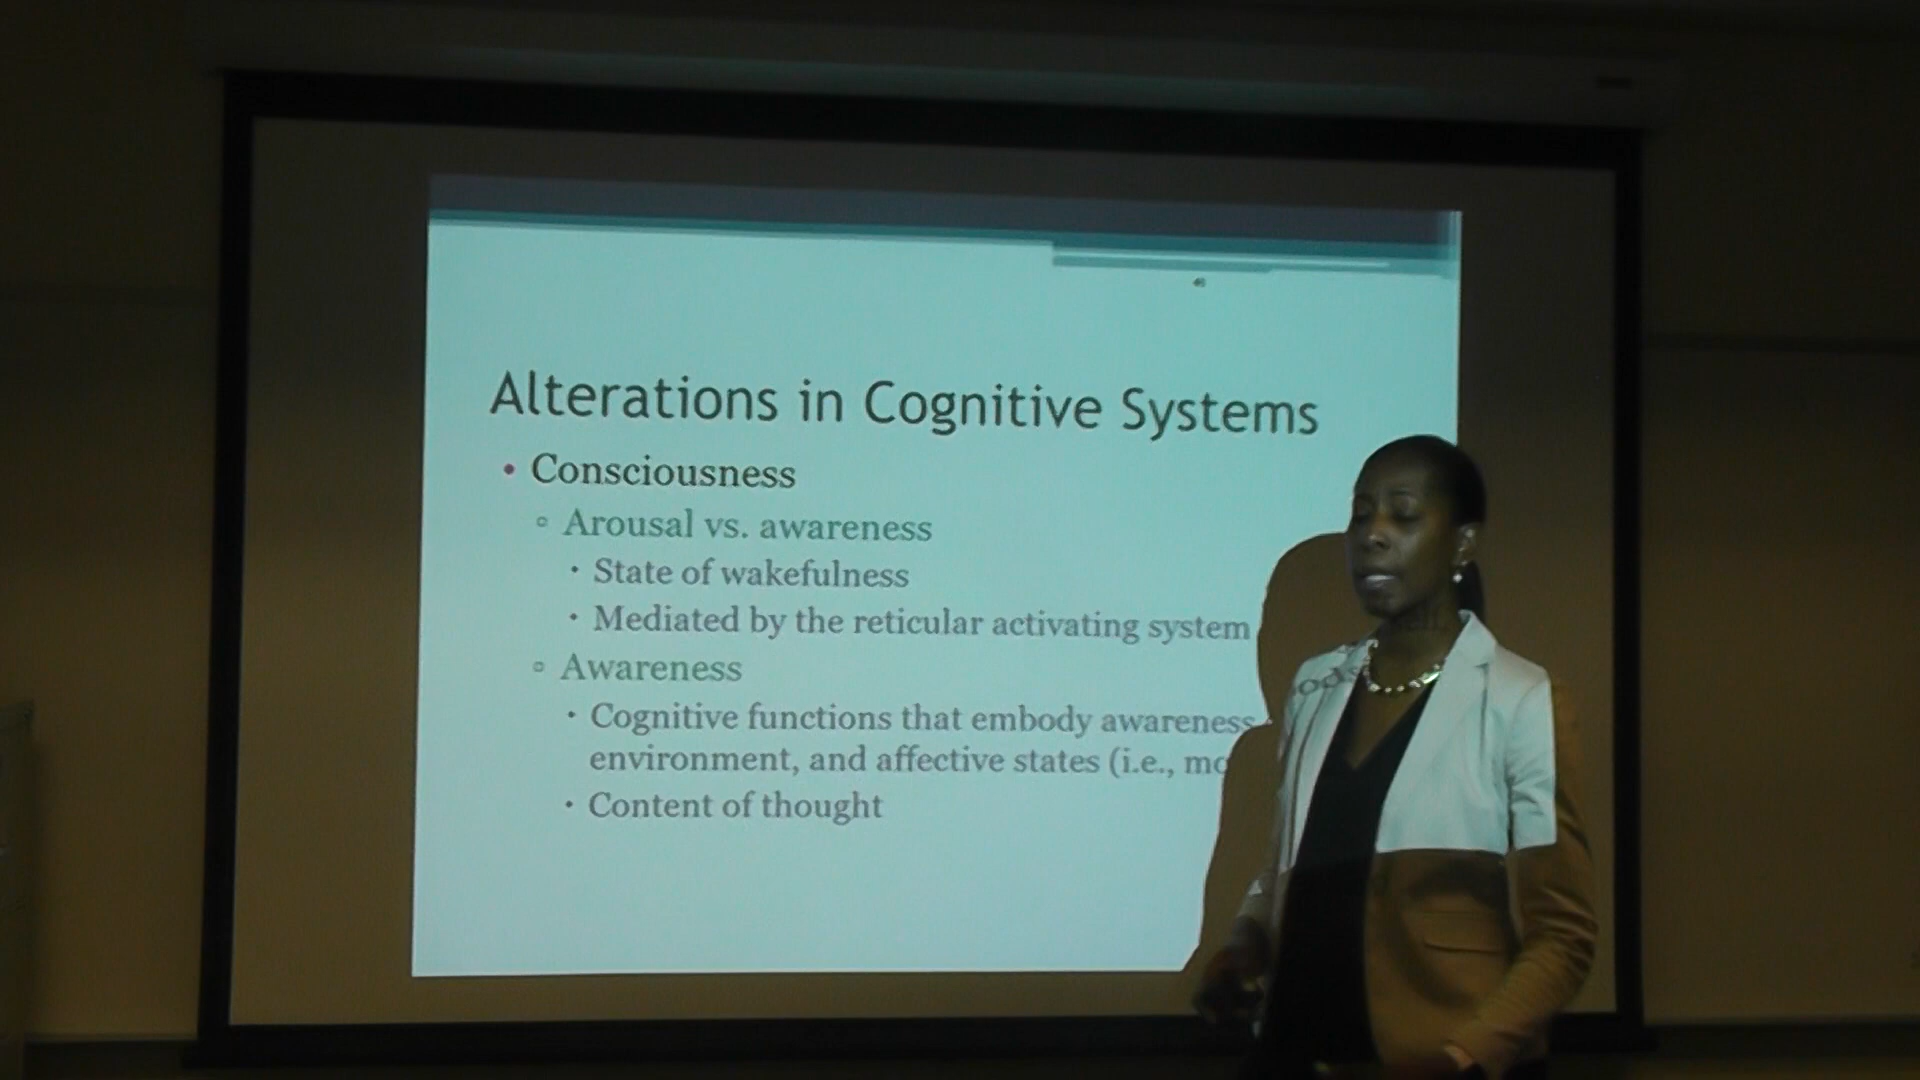 Alterations in Cognitive Systems
• Consciousness
▫ Arousal vs. awareness
• State of wakefulness
• Mediated by the reticular activating system
▫ Awareness
• Cognitive functions that embody awareness
environment, and affective states (i.e.,
• Content of thought